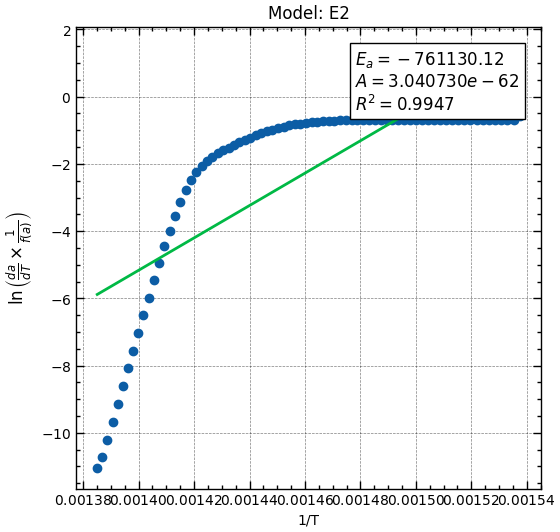 Model: E2
E_a = −761130.12
A = 3.040730e − 62
R^2 = 0.9947
ln(da/dT × 1/f(a))
2
0
−2
−4
−6
−8
−10
0.00138 0.00140 0.00142 0.00144 0.00146 0.00148 0.00150 0.00152 0.00154
1/T